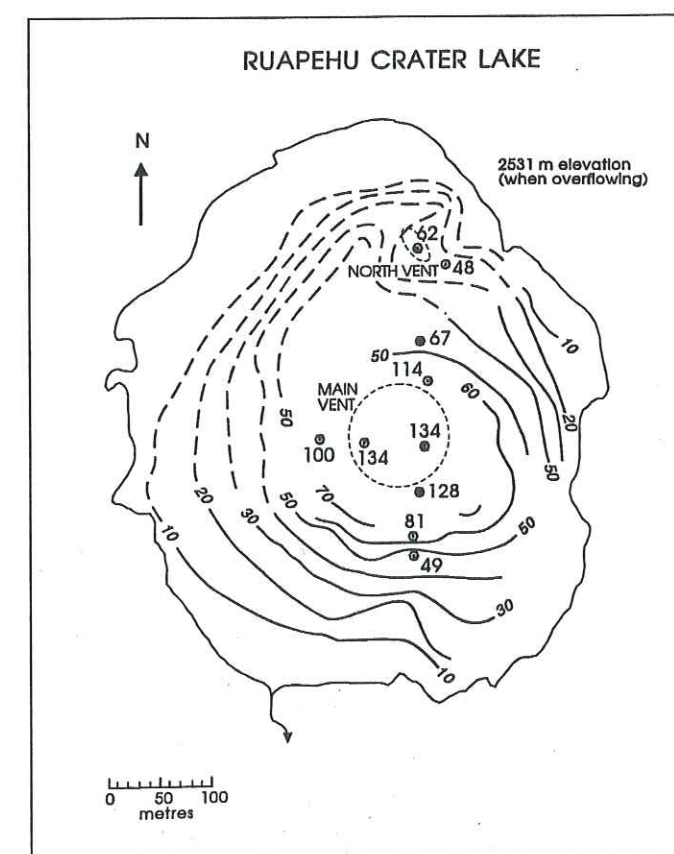 RUAPEHU CRATER LAKE
N
2531 m elevation
(when overflowing)
62
NORTH VENT
48
10
67
50
114
60
MAIN
VENT
20
50
134
50
100
134
128
70
20
50
81
50
10
30
49
30
10
0 50 100
metres